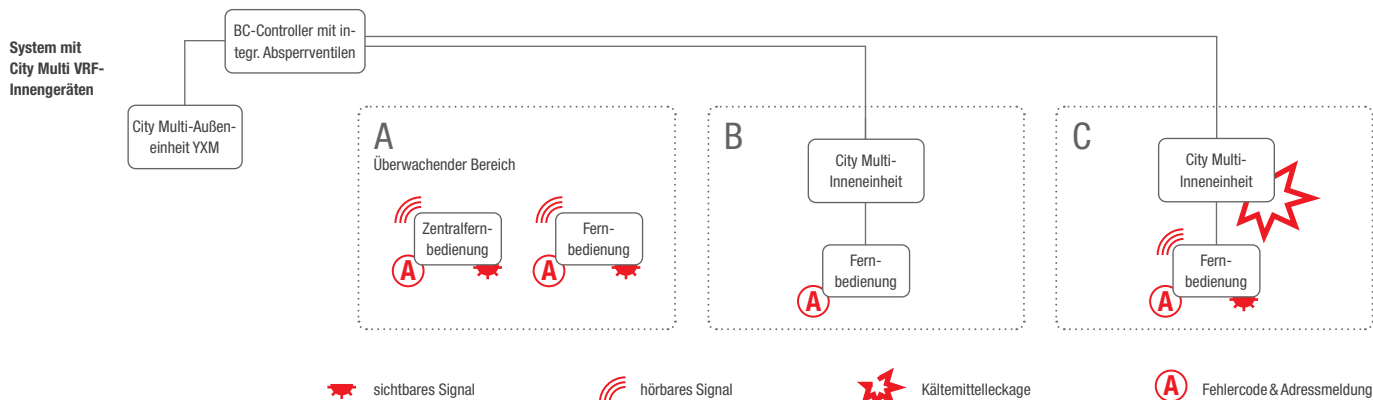 System mit
City Multi VRF-
Innengeräten
BC-Controller mit in-
tegr. Absperrventilen
City Multi-Außen-
einheit YXM
A
Überwachender Bereich
Zentralfern-
bedienung
A
Fern-
bedienung
A
B
City Multi-
Inneneinheit
Fern-
bedienung
A
C
City Multi-
Inneneinheit
Fern-
bedienung
A
sichtbares Signal
hörbares Signal
Kältemittelleckage
A
Fehlercode & Adressmeldung